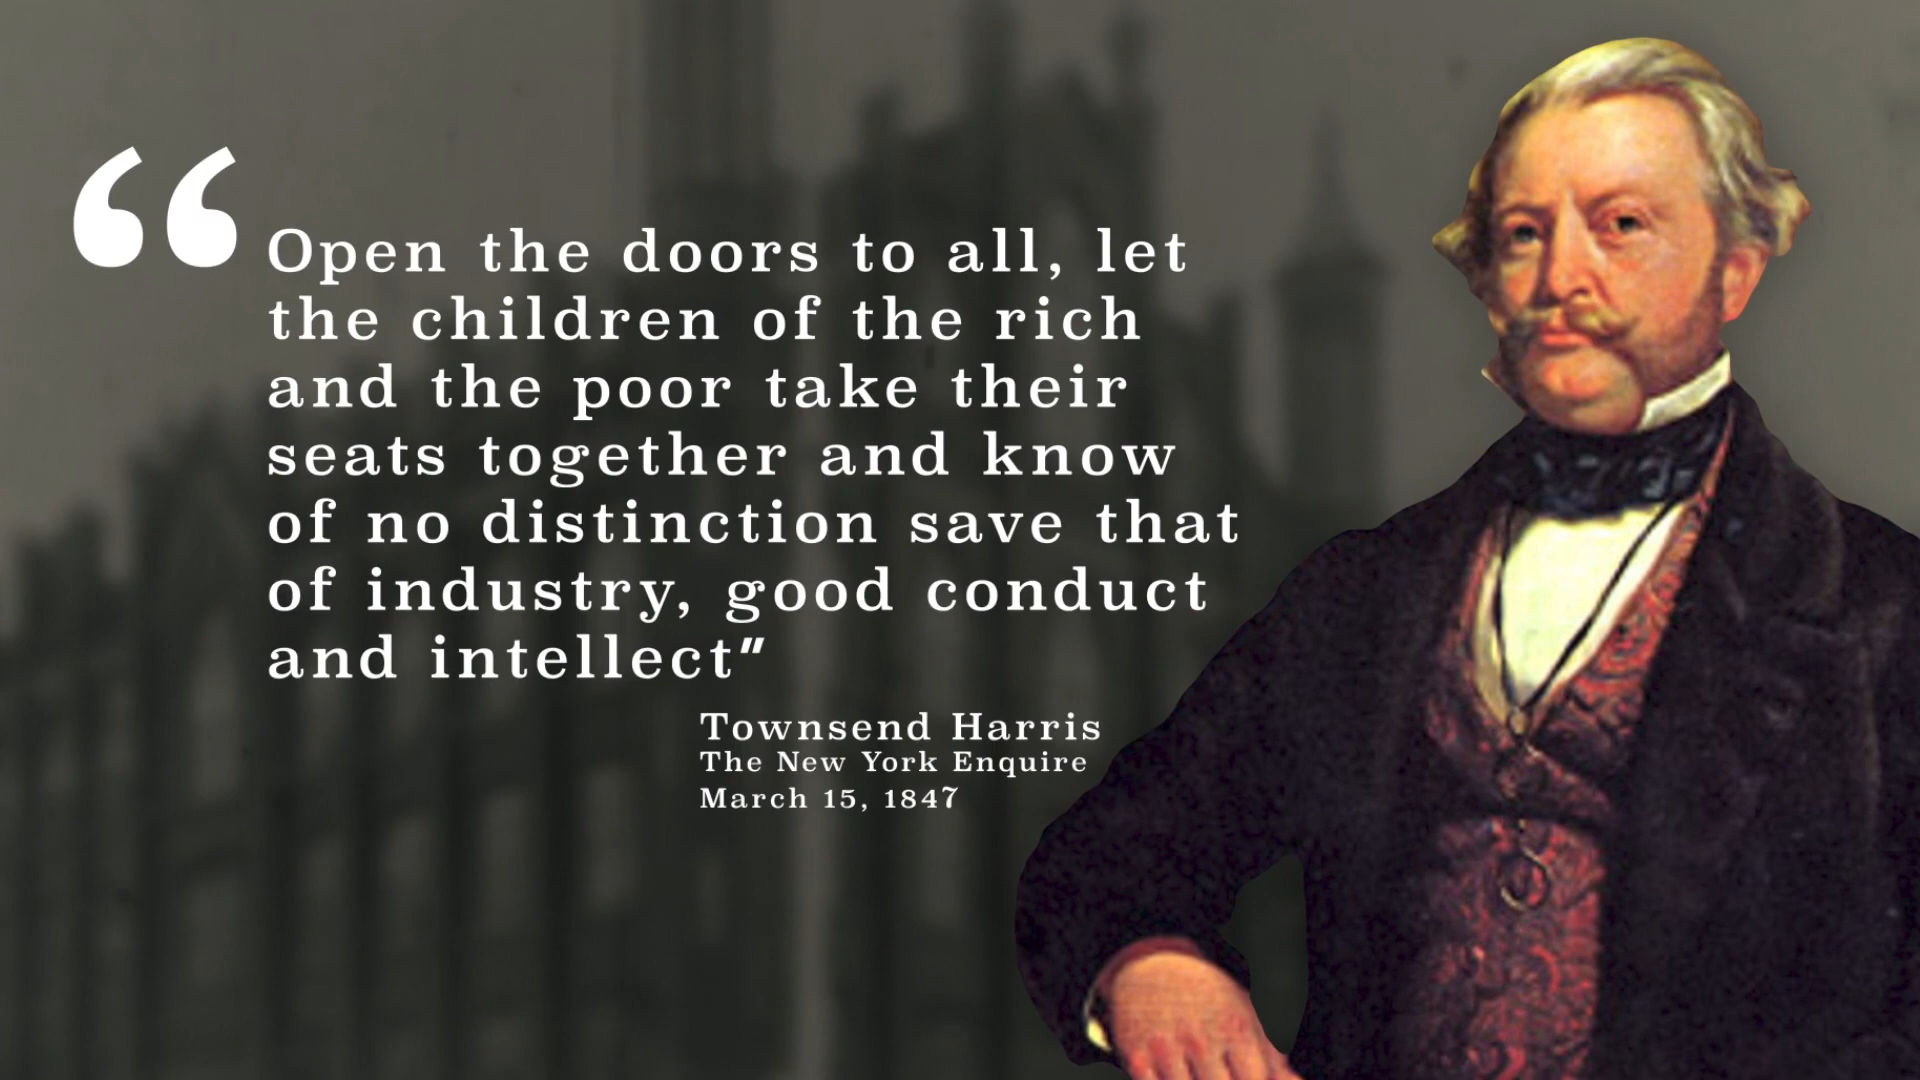 “Open the doors to all, let
the children of the rich
and the poor take their
seats together and know
of no distinction save that
of industry, good conduct
and intellect”
Townsend Harris
The New York Enquire
March 15, 1847